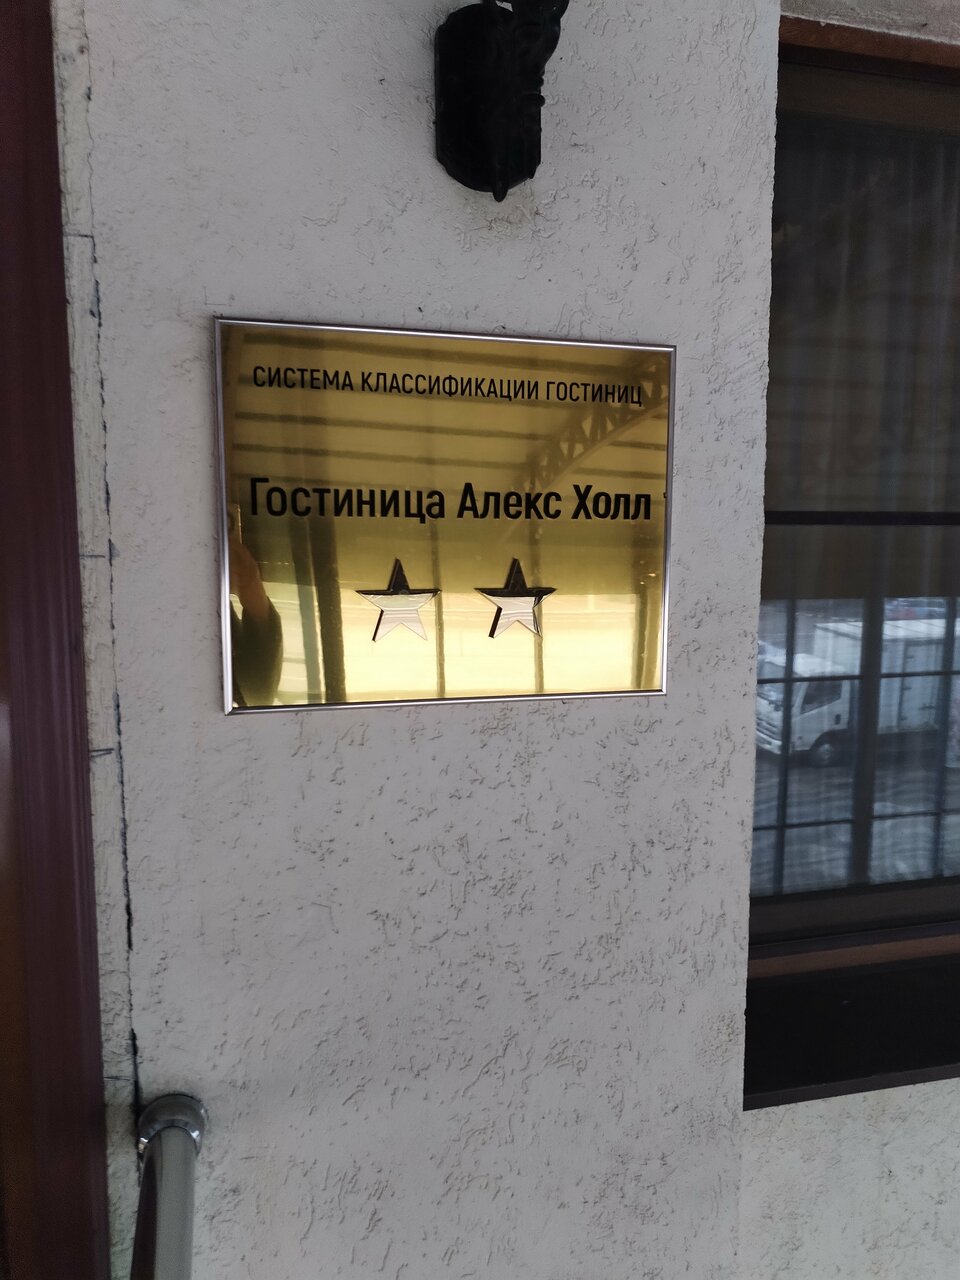 СИСТЕМА КЛАССИФИКАЦИИ ГОСТИНИЦ
Гостиница Алекс Холл